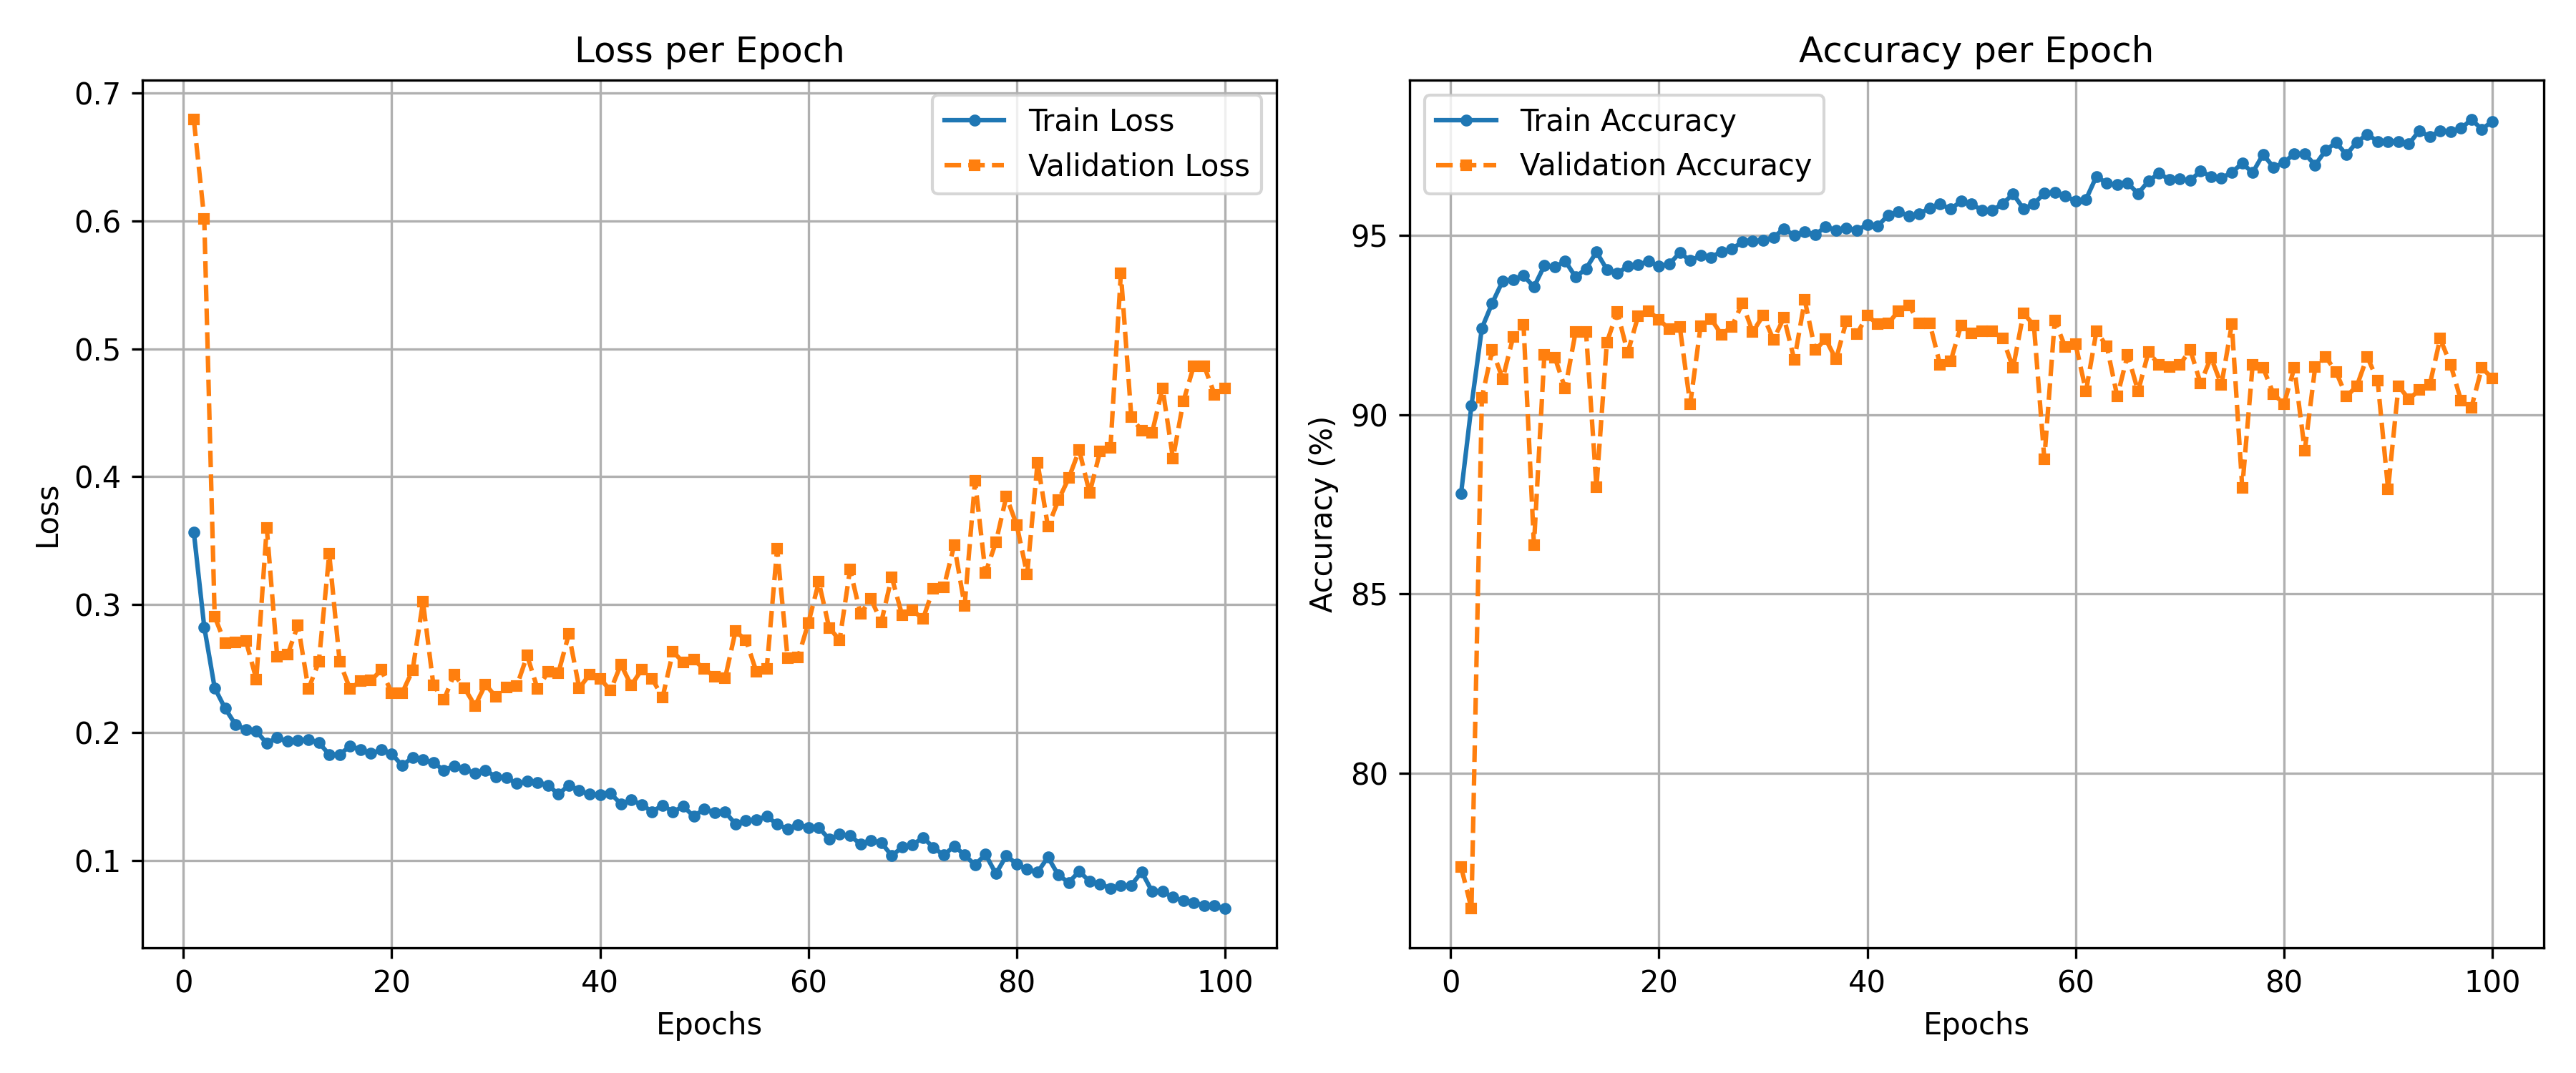 Loss per Epoch
Train Loss
Validation Loss
0.7
0.6
0.5
0.4
0.3
0.2
0.1
Loss
0 20 40 60 80 100
Epochs
Accuracy per Epoch
Train Accuracy
Validation Accuracy
95
90
85
80
Accuracy (%)
0 20 40 60 80 100
Epochs